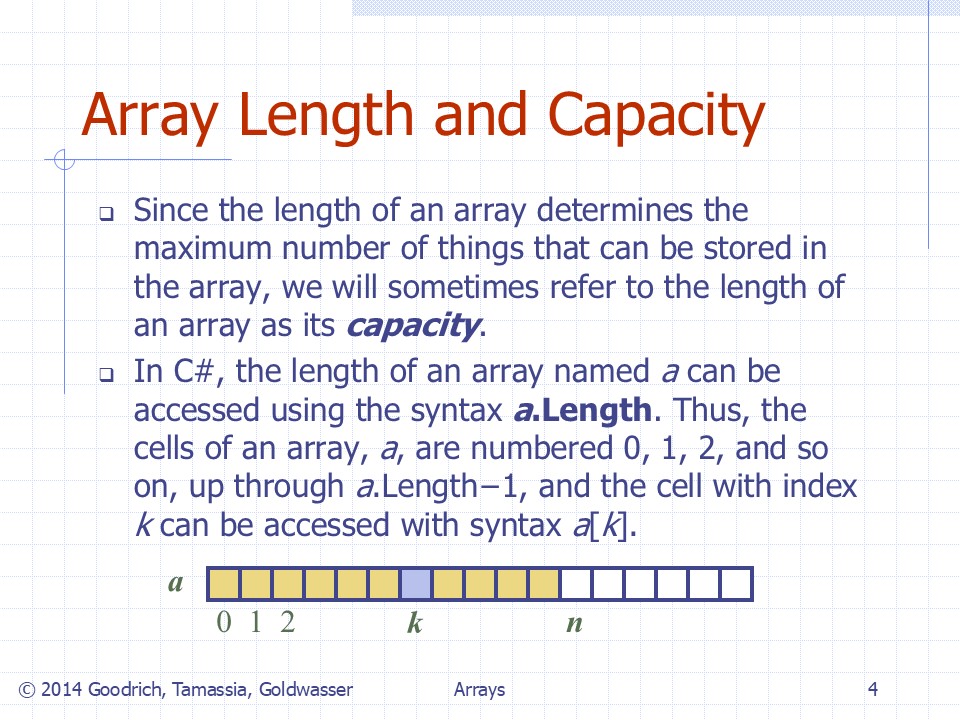 Array Length and Capacity
Since the length of an array determines the
maximum number of things that can be stored in
the array, we will sometimes refer to the length of
an array as its capacity.
In C#, the length of an array named a can be
accessed using the syntax a.Length. Thus, the
cells of an array, a, are numbered 0, 1, 2, and so
on, up through a.Length−1, and the cell with index
k can be accessed with syntax a[k].
a
0 1 2 k n
© 2014 Goodrich, Tamassia, Goldwasser Arrays 4